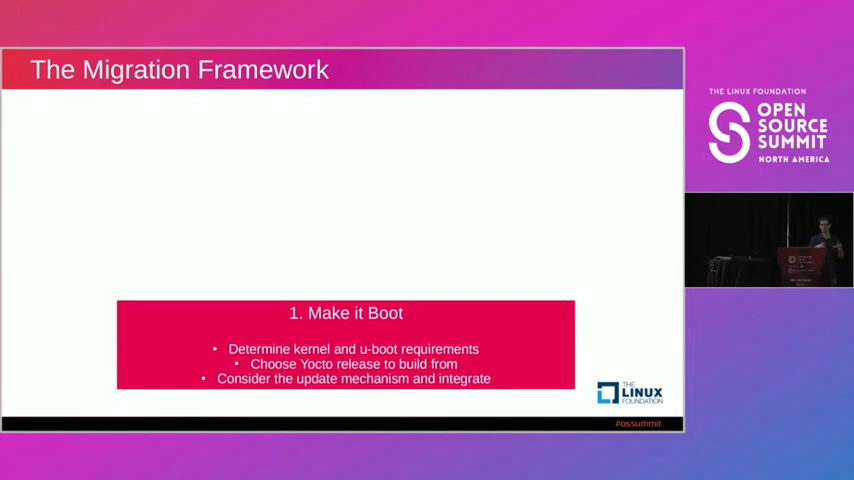 The Migration Framework
THE LINUX FOUNDATION
OPEN
SOURCE
SUMMIT
NORTH AMERICA
1. Make it Boot
• Determine kernel and u-boot requirements
• Choose Yocto release to build from
• Consider the update mechanism and integrate
THE
LINUX
FOUNDATION
#ossummit